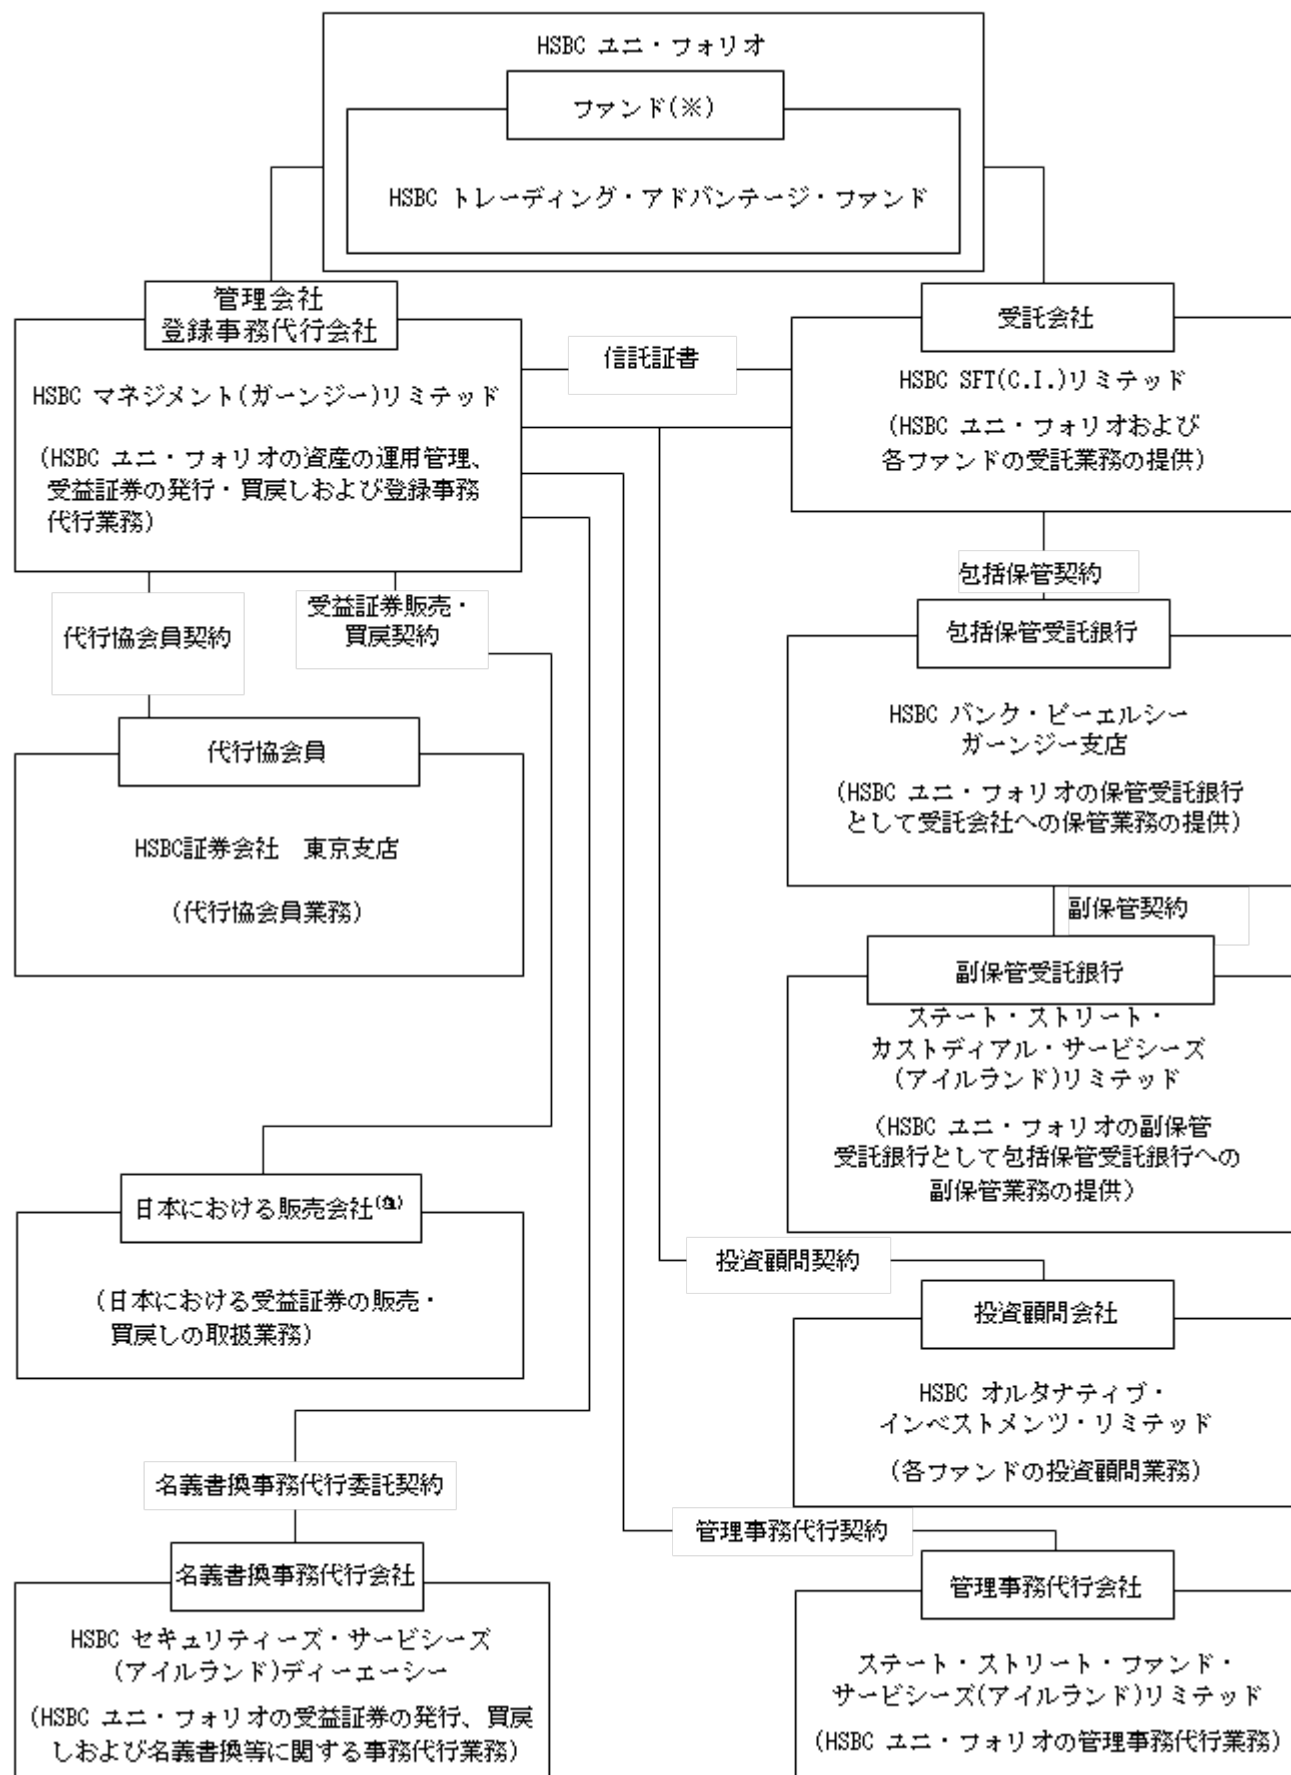 HSBC ユニ・フォリオ
ファンド(※)
HSBC トレーディング・アドバンテージ・ファンド
管理会社
登録事務代行会社
HSBC マネジメント(ガーンジー)リミテッド
(HSBC ユニ・フォリオの資産の運用管理、
受益証券の発行・買戻しおよび登録事務
代行業務)
信託証書
受託会社
HSBC SFT(C.I.)リミテッド
(HSBC ユニ・フォリオおよび
各ファンドの受託業務の提供)
包括保管契約
代行協会員契約
受益証券販売・
買戻契約
包括保管受託銀行
HSBC バンク・ピーエルシー
ガーンジー支店
(HSBC ユニ・フォリオの保管受託銀行
として受託会社への保管業務の提供)
代行協会員
HSBC証券会社 東京支店
(代行協会員業務)
副保管契約
副保管受託銀行
ステート・ストリート・
カストディアル・サービシーズ
(アイルランド)リミテッド
(HSBC ユニ・フォリオの副保管
受託銀行として包括保管受託銀行への
副保管業務の提供)
日本における販売会社
(日本における受益証券の販売・
買戻しの取扱業務)
投資顧問契約
投資顧問会社
HSBC オルタナティブ・
インベストメンツ・リミテッド
(各ファンドの投資顧問業務)
名義書換事務代行委託契約
管理事務代行契約
名義書換事務代行会社
HSBC セキュリティーズ・サービシーズ
(アイルランド)ディーエーシー
(HSBC ユニ・フォリオの受益証券の発行、買戻
しおよび名義書換等に関する事務代行業務)
管理事務代行会社
ステート・ストリート・ファンド・
サービシーズ(アイルランド)リミテッド
(HSBC ユニ・フォリオの管理事務代行業務)